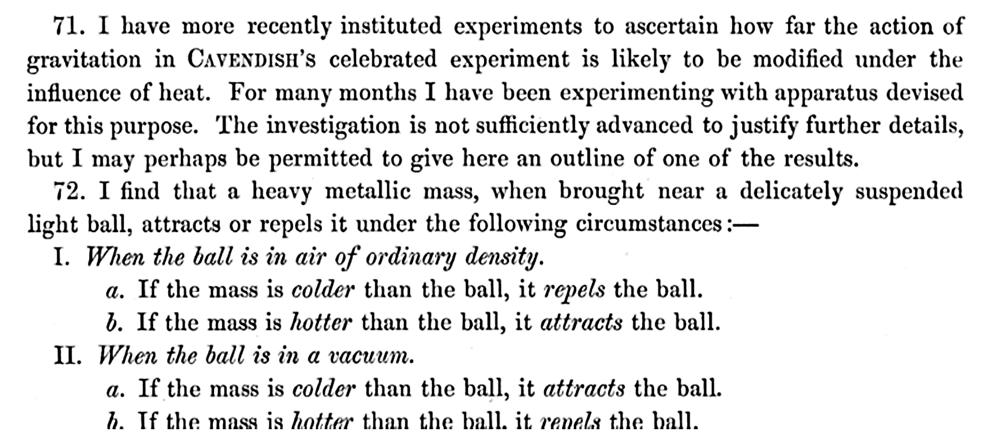 71. I have more recently instituted experiments to ascertain how far the action of
gravitation in CAVENDISH'S celebrated experiment is likely to be modified under the
influence of heat. For many months I have been experimenting with apparatus devised
for this purpose. The investigation is not sufficiently advanced to justify further details,
but I may perhaps be permitted to give here an outline of one of the results.
72. I find that a heavy metallic mass, when brought near a delicately suspended
light ball, attracts or repels it under the following circumstances:—
I. When the ball is in air of ordinary density.
a. If the mass is colder than the ball, it repels the ball.
b. If the mass is hotter than the ball, it attracts the ball.
II. When the ball is in a vacuum.
a. If the mass is colder than the ball, it attracts the ball.
b. If the mass is hotter than the ball, it repels the ball.